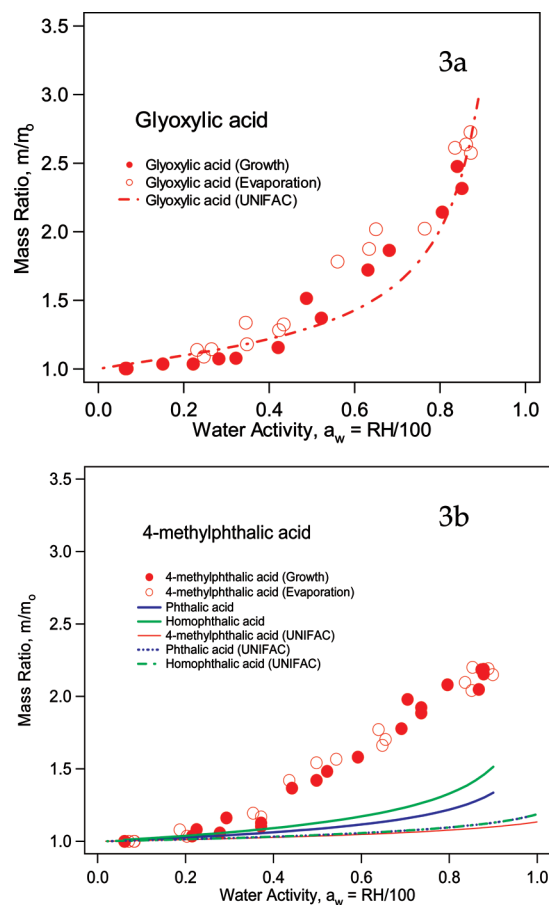 3a
Glyoxylic acid
Glyoxylic acid (Growth)
Glyoxylic acid (Evaporation)
Glyoxylic acid (UNIFAC)
Mass Ratio, m/mo
3.5
3.0
2.5
2.0
1.5
1.0
0.0 0.2 0.4 0.6 0.8 1.0
Water Activity, aw = RH/100
3b
4-methylphthalic acid
4-methylphthalic acid (Growth)
4-methylphthalic acid (Evaporation)
Phthalic acid
Homophthalic acid
4-methylphthalic acid (UNIFAC)
Phthalic acid (UNIFAC)
Homophthalic acid (UNIFAC)
Mass Ratio, m/mo
3.5
3.0
2.5
2.0
1.5
1.0
0.0 0.2 0.4 0.6 0.8 1.0
Water Activity, aw = RH/100